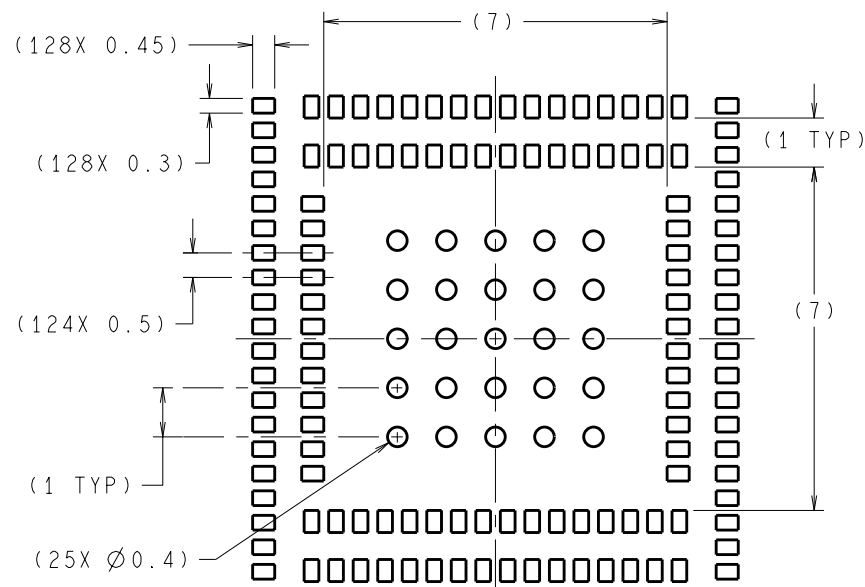 (7)
(128X 0.45)
(1 TYP)
(128X 0.3)
(124X 0.5)
(7)
(1 TYP)
(25X Ø0.4)